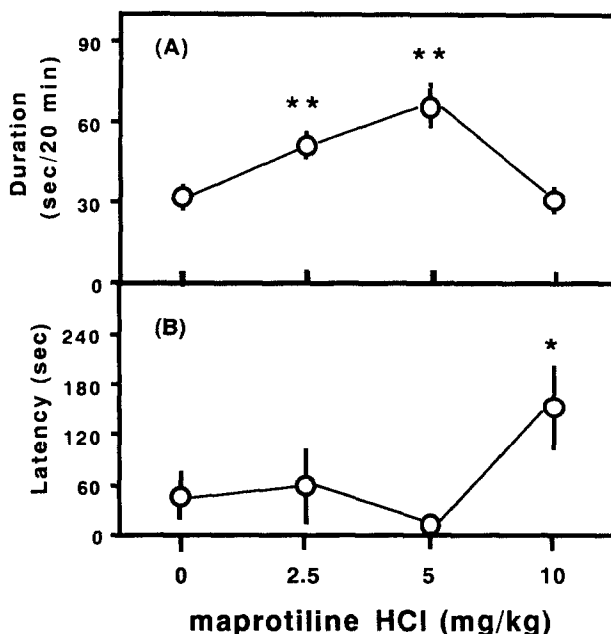 (A)
Duration
(sec/20 min)
90
60
30
0
**
**
(B)
Latency (sec)
240
180
120
60
0
*
0 2.5 5 10
maprotiline HCl (mg/kg)